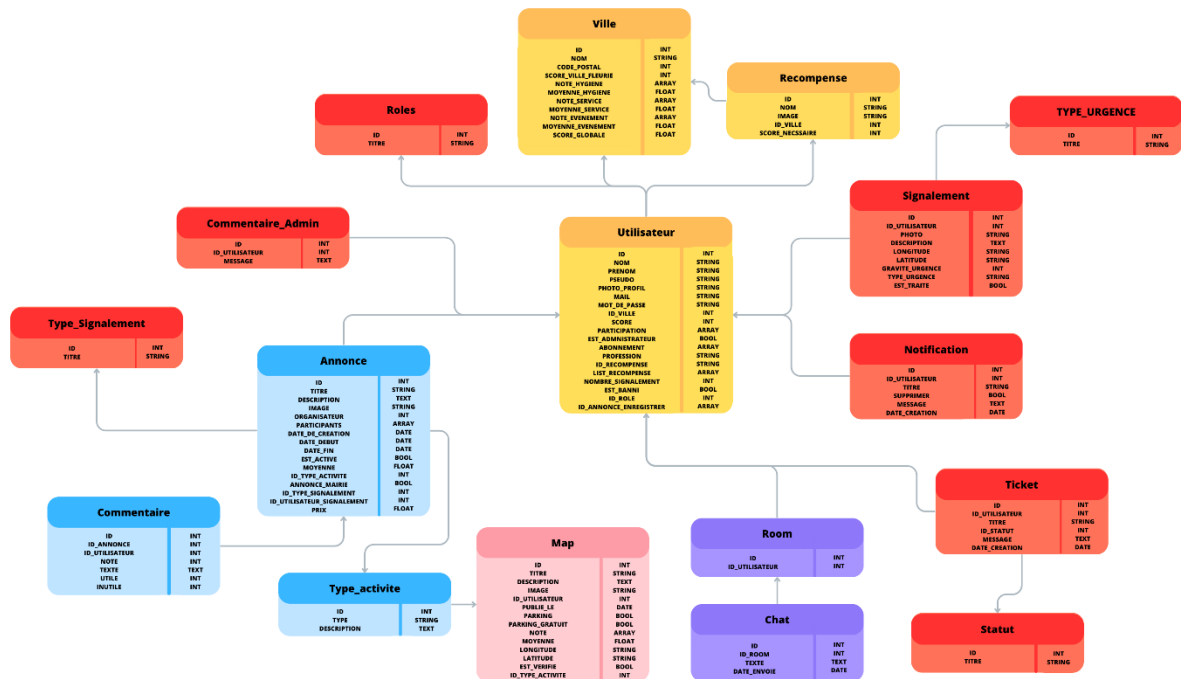 Ville
ID INT
NOM STRING
CODE_POSTAL INT
SCORE_VILLE_FLEURIE INT
NOTE_HYGIENE ARRAY
MOYENNE_HYGIENE FLOAT
NOTE_SERVICE ARRAY
MOYENNE_SERVICE FLOAT
NOTE_EVENEMENT ARRAY
MOYENNE_EVENEMENT FLOAT
SCORE_GLOBALE FLOAT
Recompense
ID INT
NOM STRING
IMAGE STRING
ID_VILLE INT
SCORE_NECSSAIRE INT
Roles
ID INT
TITRE STRING
TYPE_URGENCE
ID INT
TITRE STRING
Signalement
ID INT
ID_UTILISATEUR INT
PHOTO STRING
DESCRIPTION TEXT
LONGITUDE STRING
LATITUDE STRING
GRAVITE_URGENCE INT
TYPE_URGENCE STRING
EST_TRAITE BOOL
Commentaire_Admin
ID INT
ID_UTILISATEUR INT
MESSAGE TEXT
Utilisateur
ID INT
NOM STRING
PRENOM STRING
PSEUDO STRING
PHOTO_PROFIL STRING
MAIL STRING
MOT_DE_PASSE STRING
ID_VILLE INT
SCORE INT
PARTICIPATION ARRAY
EST_ADMNISTRATEUR BOOL
ABONNEMENT ARRAY
PROFESSION STRING
ID_RECOMPENSE STRING
LIST_RECOMPENSE ARRAY
NOMBRE_SIGNALEMENT INT
EST_BANNI BOOL
ID_ROLE INT
ID_ANNONCE_ENREGISTRER ARRAY
Type_Signalement
ID INT
TITRE STRING
Annonce
ID INT
TITRE STRING
DESCRIPTION TEXT
IMAGE STRING
ORGANISATEUR INT
PARTICIPANTS ARRAY
DATE_DE_CREATION DATE
DATE_DEBUT DATE
DATE_FIN DATE
EST_ACTIVE BOOL
MOYENNE FLOAT
ID_TYPE_ACTIVITE INT
ANNONCE_MAIRIE BOOL
ID_TYPE_SIGNALEMENT INT
ID_UTILISATEUR_SIGNALEMENT INT
PRIX FLOAT
Notification
ID INT
ID_UTILISATEUR INT
TITRE STRING
SUPPRIMER BOOL
MESSAGE TEXT
DATE_CREATION DATE
Commentaire
ID INT
ID_ANNONCE INT
ID_UTILISATEUR INT
NOTE INT
TEXTE TEXT
UTILE INT
INUTILE INT
Type_activite
ID INT
TYPE STRING
DESCRIPTION TEXT
Map
ID INT
TITRE STRING
DESCRIPTION TEXT
IMAGE STRING
ID_UTILISATEUR INT
PUBLIE_LE DATE
PARKING BOOL
PARKING_GRATUIT BOOL
NOTE ARRAY
MOYENNE FLOAT
LONGITUDE STRING
LATITUDE STRING
EST_VERIFIE BOOL
ID_TYPE_ACTIVITE INT
Room
ID INT
ID_UTILISATEUR INT
Chat
ID INT
ID_ROOM INT
TEXTE TEXT
DATE_ENVOIE DATE
Ticket
ID INT
ID_UTILISATEUR INT
TITRE STRING
ID_STATUT INT
MESSAGE TEXT
DATE_CREATION DATE
Statut
ID INT
TITRE STRING